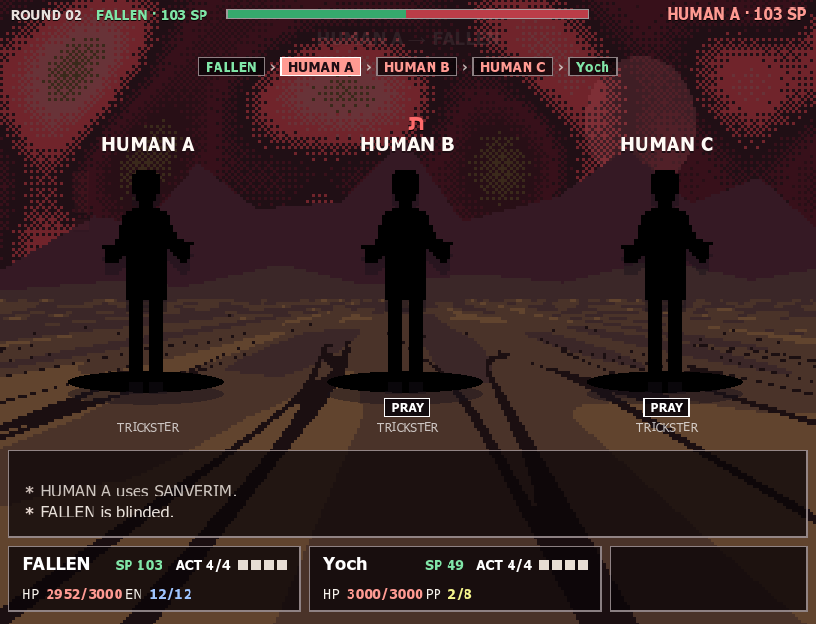 ROUND 02 FALLEN · 103 SP HUMAN A · 103 SP
HUMAN A → FALL
FALLEN › HUMAN A › HUMAN B › HUMAN C › Yoch
ת
HUMAN A HUMAN B HUMAN C
PRAY PRAY
TRICKSTER TRICKSTER TRICKSTER
* HUMAN A uses SANVERIM.
* FALLEN is blinded.
FALLEN SP 103 ACT 4/4 Yoch SP 49 ACT 4/4
HP 2952/3000 EN 12/12 HP 3000/3000 PP 2/8